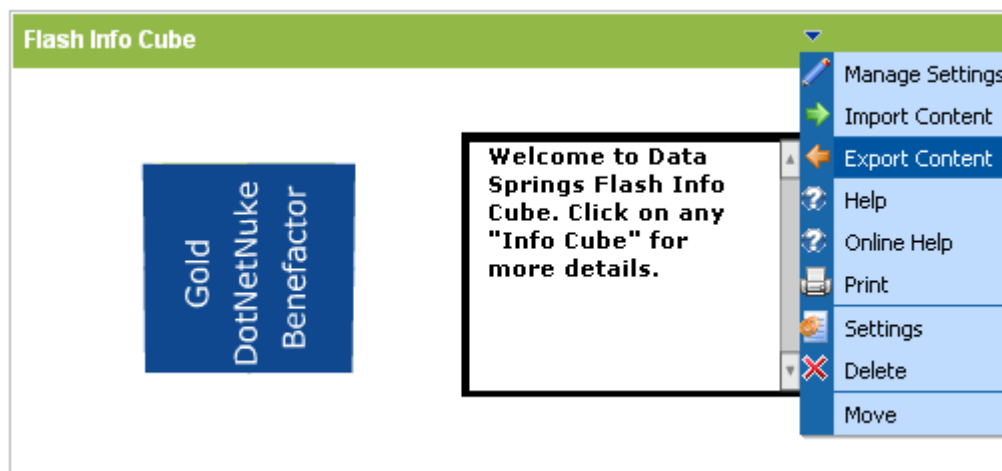 Flash Info Cube
Gold
DotNetNuke
Benefactor
Welcome to Data
Springs Flash Info
Cube. Click on any
"Info Cube" for
more details.
Manage Settings
Import Content
Export Content
Help
Online Help
Print
Settings
Delete
Move